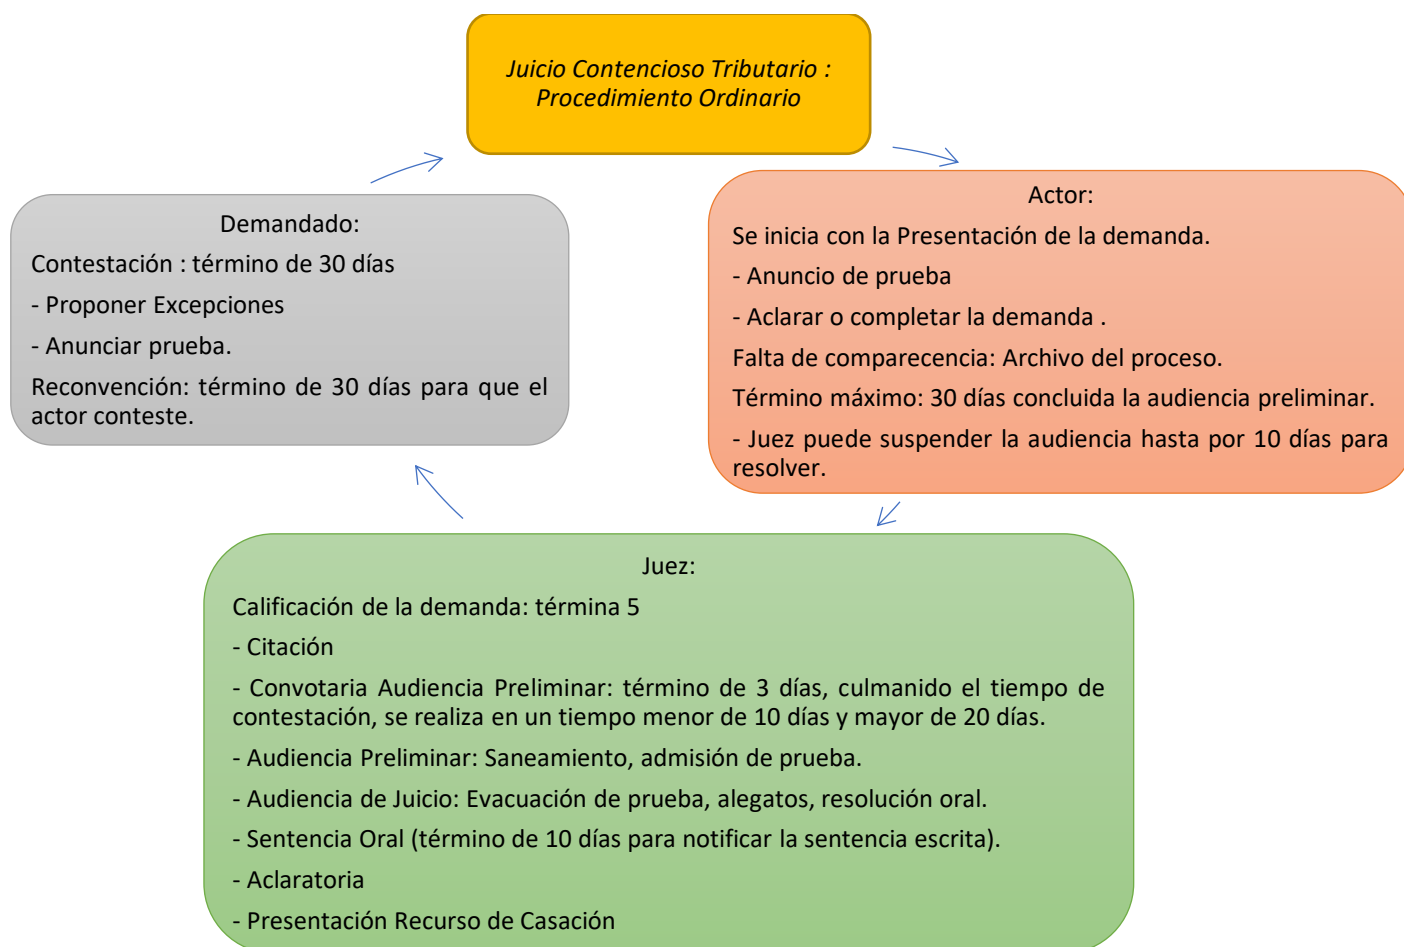 Juicio Contencioso Tributario :
Procedimiento Ordinario
Actor:
Se inicia con la Presentación de la demanda.
- Anuncio de prueba
- Aclarar o completar la demanda .
Falta de comparecencia: Archivo del proceso.
Término máximo: 30 días concluida la audiencia preliminar.
- Juez puede suspender la audiencia hasta por 10 días para
resolver.
Juez:
Calificación de la demanda: términa 5
- Citación
- Convotaria Audiencia Preliminar: término de 3 días, culmanido el tiempo de
contestación, se realiza en un tiempo menor de 10 días y mayor de 20 días.
- Audiencia Preliminar: Saneamiento, admisión de prueba.
- Audiencia de Juicio: Evacuación de prueba, alegatos, resolución oral.
- Sentencia Oral (término de 10 días para notificar la sentencia escrita).
- Aclaratoria
- Presentación Recurso de Casación
Demandado:
Contestación : término de 30 días
- Proponer Excepciones
- Anunciar prueba.
Reconvención: término de 30 días para que el
actor conteste.